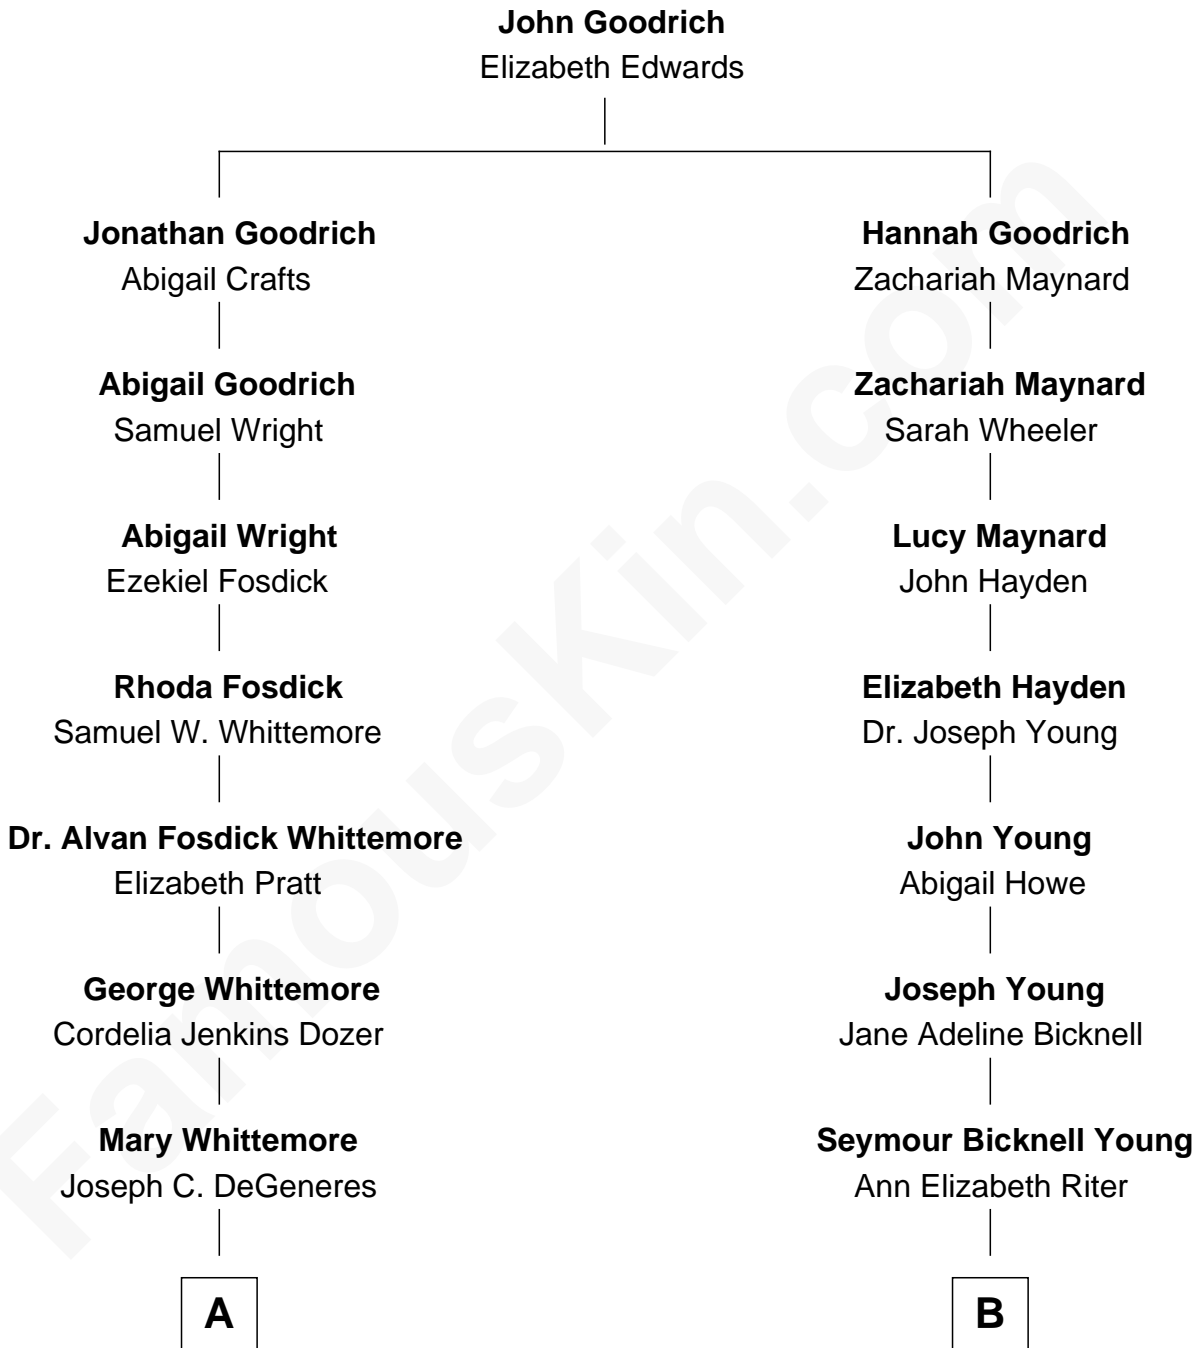 John Goodrich
Elizabeth Edwards
Jonathan Goodrich
Abigail Crafts
Hannah Goodrich
Zachariah Maynard
Abigail Goodrich
Samuel Wright
Zachariah Maynard
Sarah Wheeler
Abigail Wright
Ezekiel Fosdick
Lucy Maynard
John Hayden
Rhoda Fosdick
Samuel W. Whittemore
Elizabeth Hayden
Dr. Joseph Young
Dr. Alvan Fosdick Whittemore
Elizabeth Pratt
John Young
Abigail Howe
George Whittemore
Cordelia Jenkins Dozer
Joseph Young
Jane Adeline Bicknell
Mary Whittemore
Joseph C. DeGeneres
Seymour Bicknell Young
Ann Elizabeth Riter
A
B
FamousKin.com